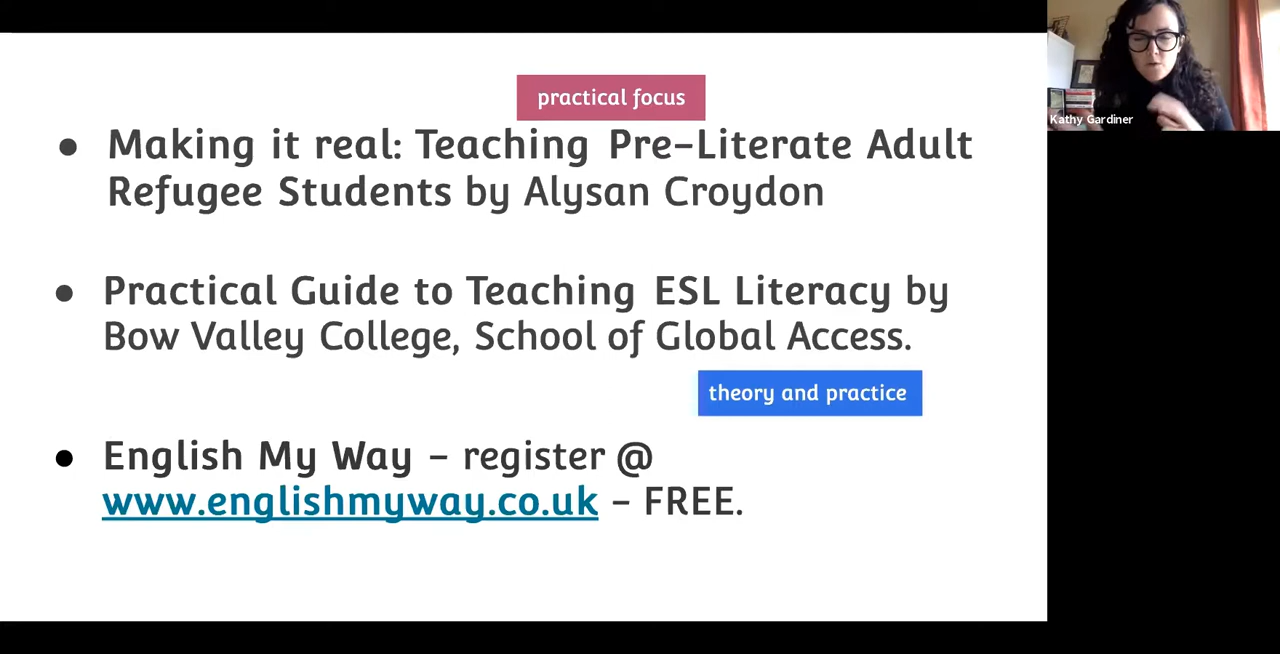 practical focus
• Making it real: Teaching Pre-Literate Adult
Refugee Students by Alysan Croydon
• Practical Guide to Teaching ESL Literacy by
Bow Valley College, School of Global Access.
theory and practice
• English My Way – register @
www.englishmyway.co.uk – FREE.
Kathy Gardiner